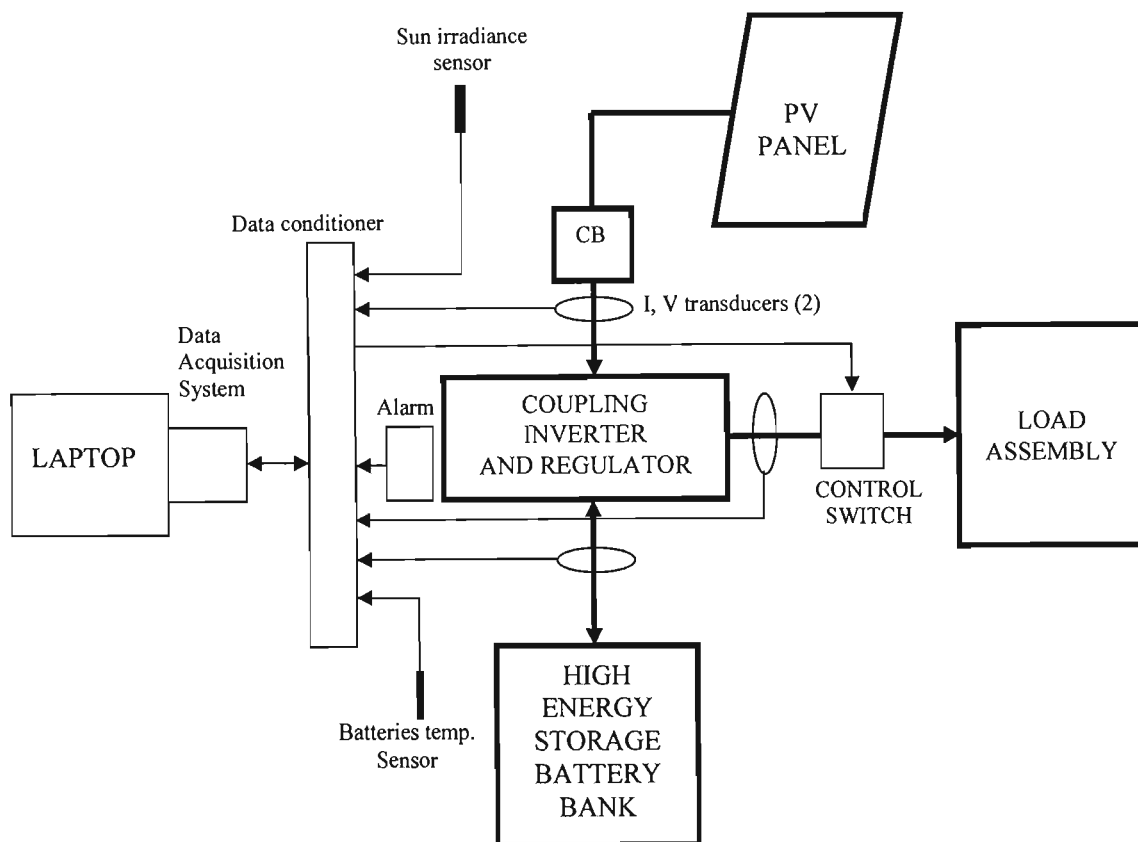 Sun irradiance
sensor
PV
PANEL
Data conditioner
CB
I, V transducers (2)
Data
Acquisition
System
Alarm
COUPLING
INVERTER
AND REGULATOR
LOAD
ASSEMBLY
LAPTOP
CONTROL
SWITCH
HIGH
ENERGY
STORAGE
BATTERY
BANK
Batteries temp.
Sensor